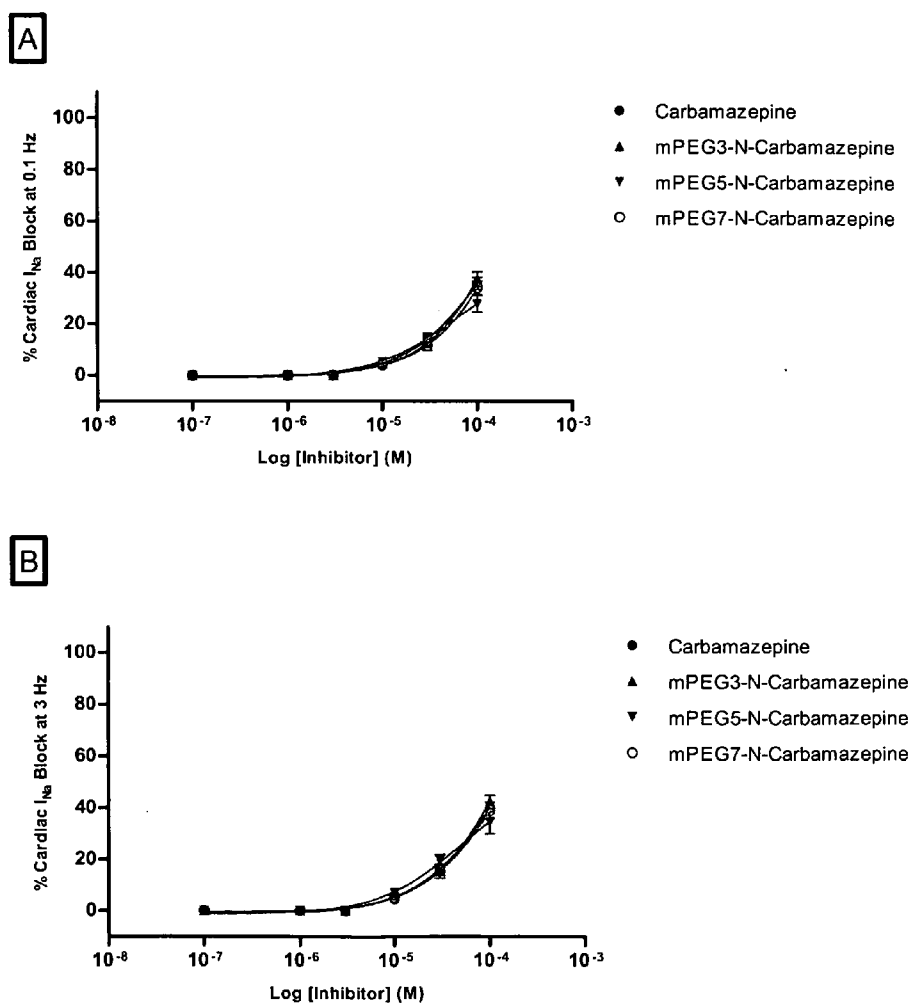 A
% Cardiac I_Na Block at 0.1 Hz
100
80
60
40
20
0
10^-8
10^-7
10^-6
10^-5
10^-4
10^-3
Log [Inhibitor] (M)
Carbamazepine
mPEG3-N-Carbamazepine
mPEG5-N-Carbamazepine
mPEG7-N-Carbamazepine
B
% Cardiac I_Na Block at 3 Hz
100
80
60
40
20
0
10^-8
10^-7
10^-6
10^-5
10^-4
10^-3
Log [Inhibitor] (M)
Carbamazepine
mPEG3-N-Carbamazepine
mPEG5-N-Carbamazepine
mPEG7-N-Carbamazepine